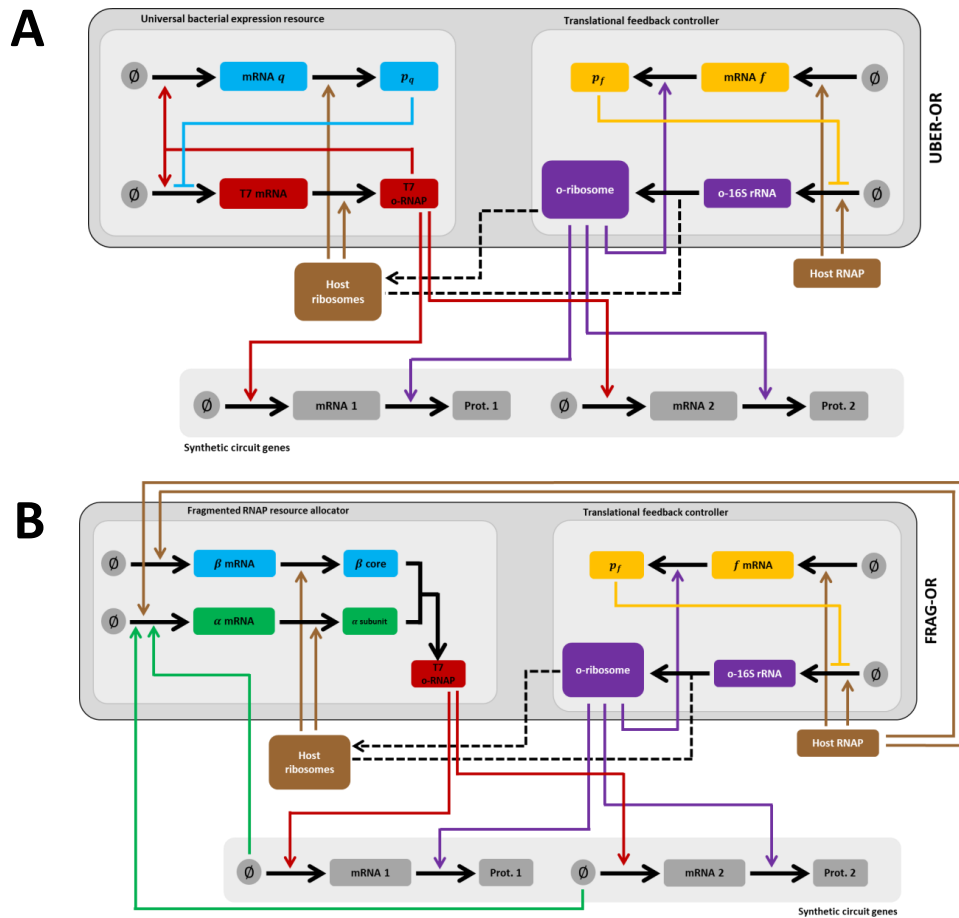 A
Universal bacterial expression resource
Translational feedback controller
∅
mRNA q
p_q
p_f
mRNA f
∅
∅
T7 mRNA
T7
o-RNAP
o-ribosome
o-16S rRNA
∅
UBER-OR
Host
ribosomes
Host RNAP
∅
mRNA 1
Prot. 1
∅
mRNA 2
Prot. 2
Synthetic circuit genes
B
Fragmented RNAP resource allocator
Translational feedback controller
∅
β mRNA
β core
p_f
f mRNA
∅
∅
α mRNA
α subunit
T7
o-RNAP
o-ribosome
o-16S rRNA
∅
FRAG-OR
Host
ribosomes
Host RNAP
∅
mRNA 1
Prot. 1
∅
mRNA 2
Prot. 2
Synthetic circuit genes